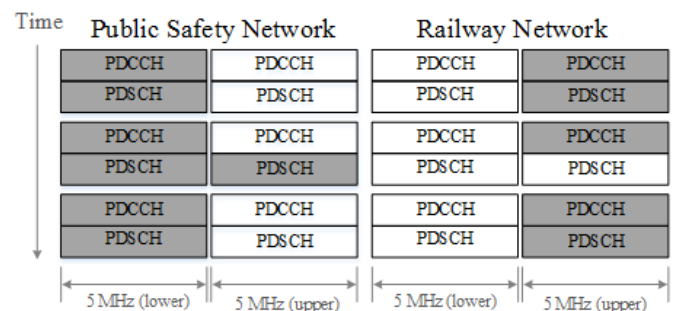 Time
Public Safety Network Railway Network
PDCCH PDCCH PDCCH PDCCH
PDSCH PDSCH PDSCH PDSCH
PDCCH PDCCH PDCCH PDCCH
PDSCH PDSCH PDSCH PDSCH
PDCCH PDCCH PDCCH PDCCH
PDSCH PDSCH PDSCH PDSCH
5 MHz (lower) 5 MHz (upper) 5 MHz (lower) 5 MHz (upper)